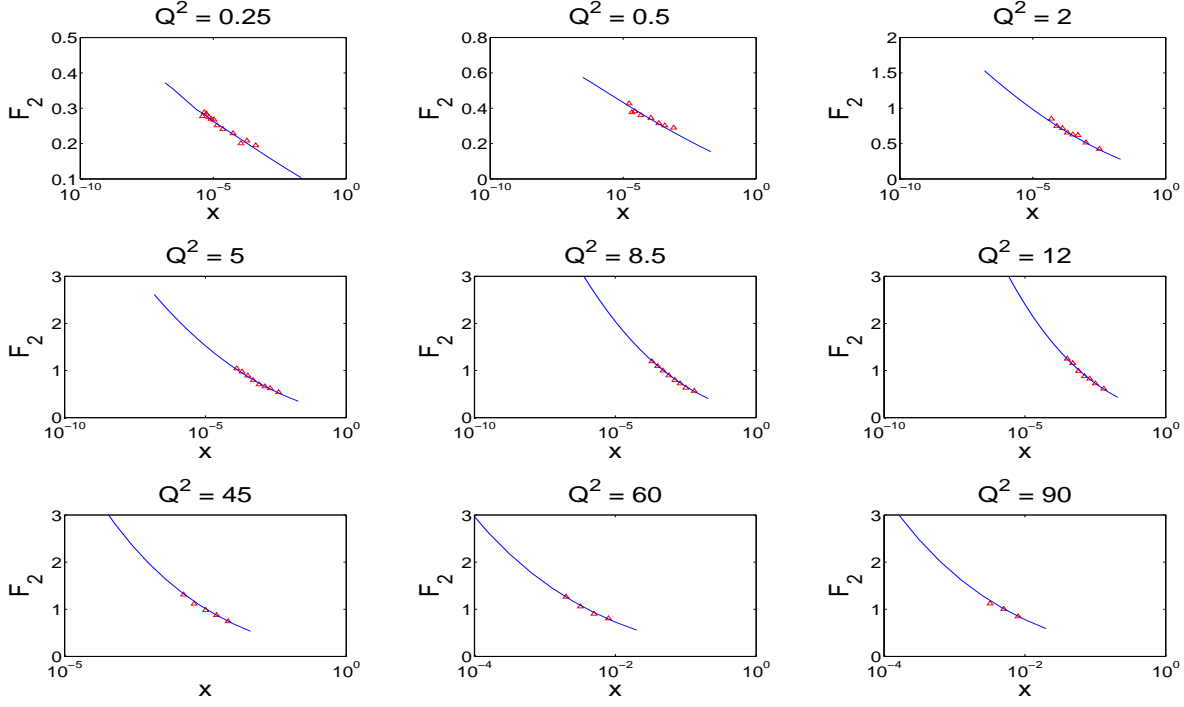 Q² = 0.25
Q² = 0.5
Q² = 2
0.5
0.4
0.3
0.2
0.1
F₂
10⁻¹⁰
10⁻⁵
10⁰
x
0.8
0.6
0.4
0.2
0
F₂
10⁻¹⁰
10⁻⁵
10⁰
x
2
1.5
1
0.5
0
F₂
10⁻¹⁰
10⁻⁵
10⁰
x
Q² = 5
Q² = 8.5
Q² = 12
3
2
1
0
F₂
10⁻¹⁰
10⁻⁵
10⁰
x
3
2
1
0
F₂
10⁻¹⁰
10⁻⁵
10⁰
x
3
2
1
0
F₂
10⁻¹⁰
10⁻⁵
10⁰
x
Q² = 45
Q² = 60
Q² = 90
3
2
1
0
F₂
10⁻⁵
10⁰
x
3
2
1
0
F₂
10⁻⁴
10⁻²
10⁰
x
3
2
1
0
F₂
10⁻⁴
10⁻²
10⁰
x